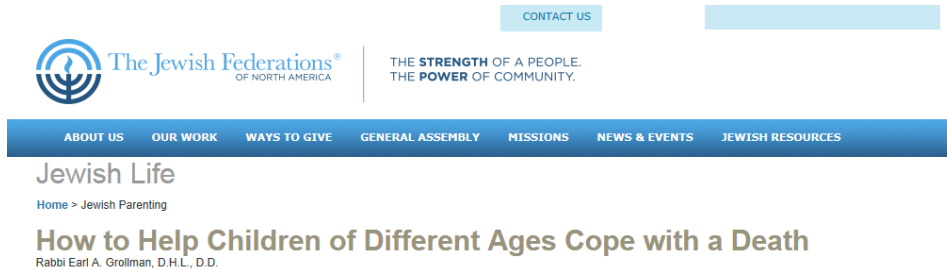 CONTACT US
The Jewish Federations®
OF NORTH AMERICA
THE STRENGTH OF A PEOPLE.
THE POWER OF COMMUNITY.
ABOUT US OUR WORK WAYS TO GIVE GENERAL ASSEMBLY MISSIONS NEWS & EVENTS JEWISH RESOURCES
Jewish Life
Home > Jewish Parenting
How to Help Children of Different Ages Cope with a Death
Rabbi Earl A. Grollman, D.H.L., D.D.